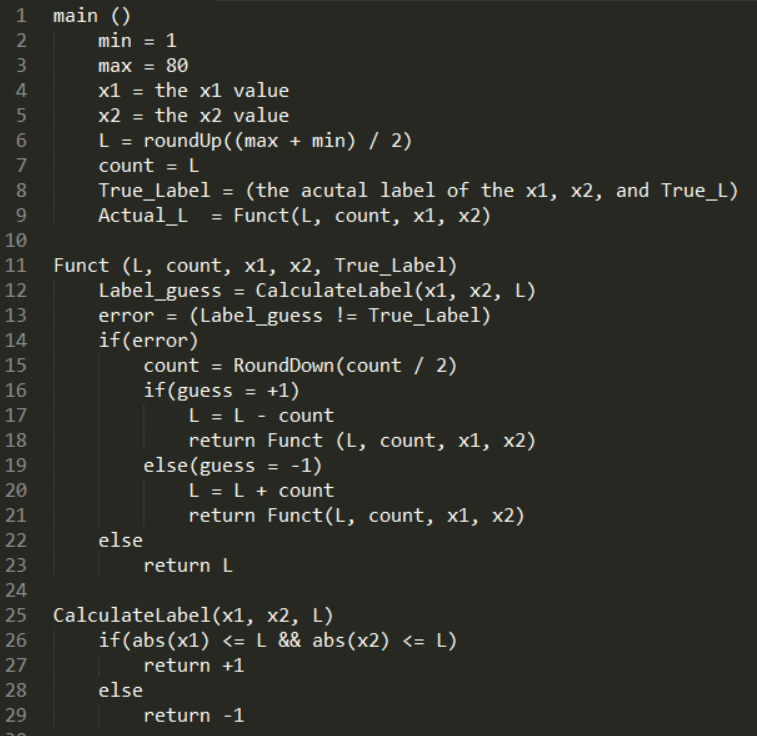 1 main ()
2 min = 1
3 max = 80
4 x1 = the x1 value
5 x2 = the x2 value
6 L = roundUp((max + min) / 2)
7 count = L
8 True_Label = (the acutal label of the x1, x2, and True_L)
9 Actual_L = Funct(L, count, x1, x2)
10
11 Funct (L, count, x1, x2, True_Label)
12 Label_guess = CalculateLabel(x1, x2, L)
13 error = (Label_guess != True_Label)
14 if(error)
15 count = RoundDown(count / 2)
16 if(guess = +1)
17 L = L - count
18 return Funct (L, count, x1, x2)
19 else(guess = -1)
20 L = L + count
21 return Funct(L, count, x1, x2)
22 else
23 return L
24
25 CalculateLabel(x1, x2, L)
26 if(abs(x1) <= L && abs(x2) <= L)
27 return +1
28 else
29 return -1